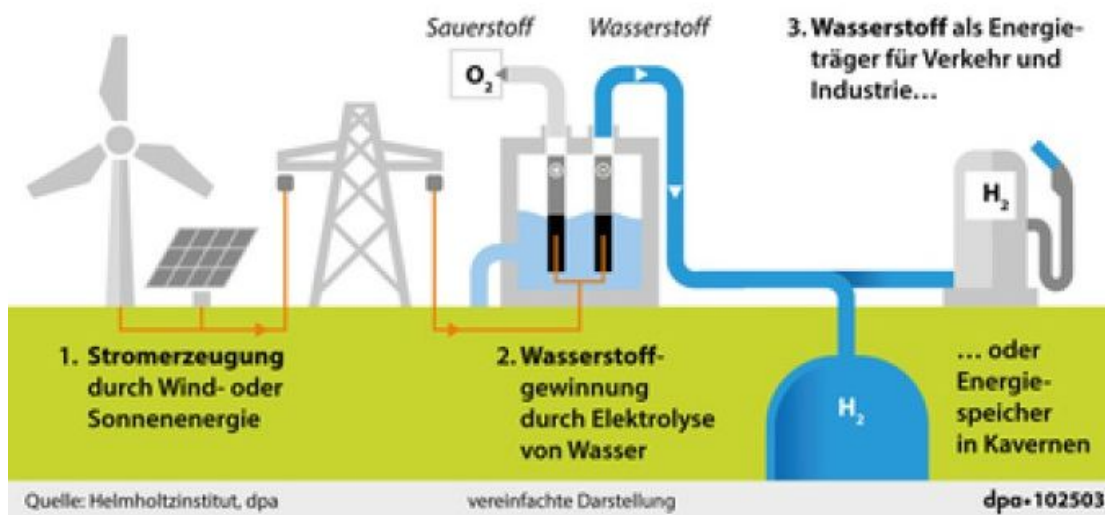 Sauerstoff
Wasserstoff
O₂
3. Wasserstoff als Energie-
träger für Verkehr und
Industrie...
H₂
1. Stromerzeugung
durch Wind- oder
Sonnenenergie
2. Wasserstoff-
gewinnung
durch Elektrolyse
von Wasser
H₂
... oder
Energie-
speicher
in Kavernen
Quelle: Helmholtzinstitut, dpa
vereinfachte Darstellung
dpa•102503